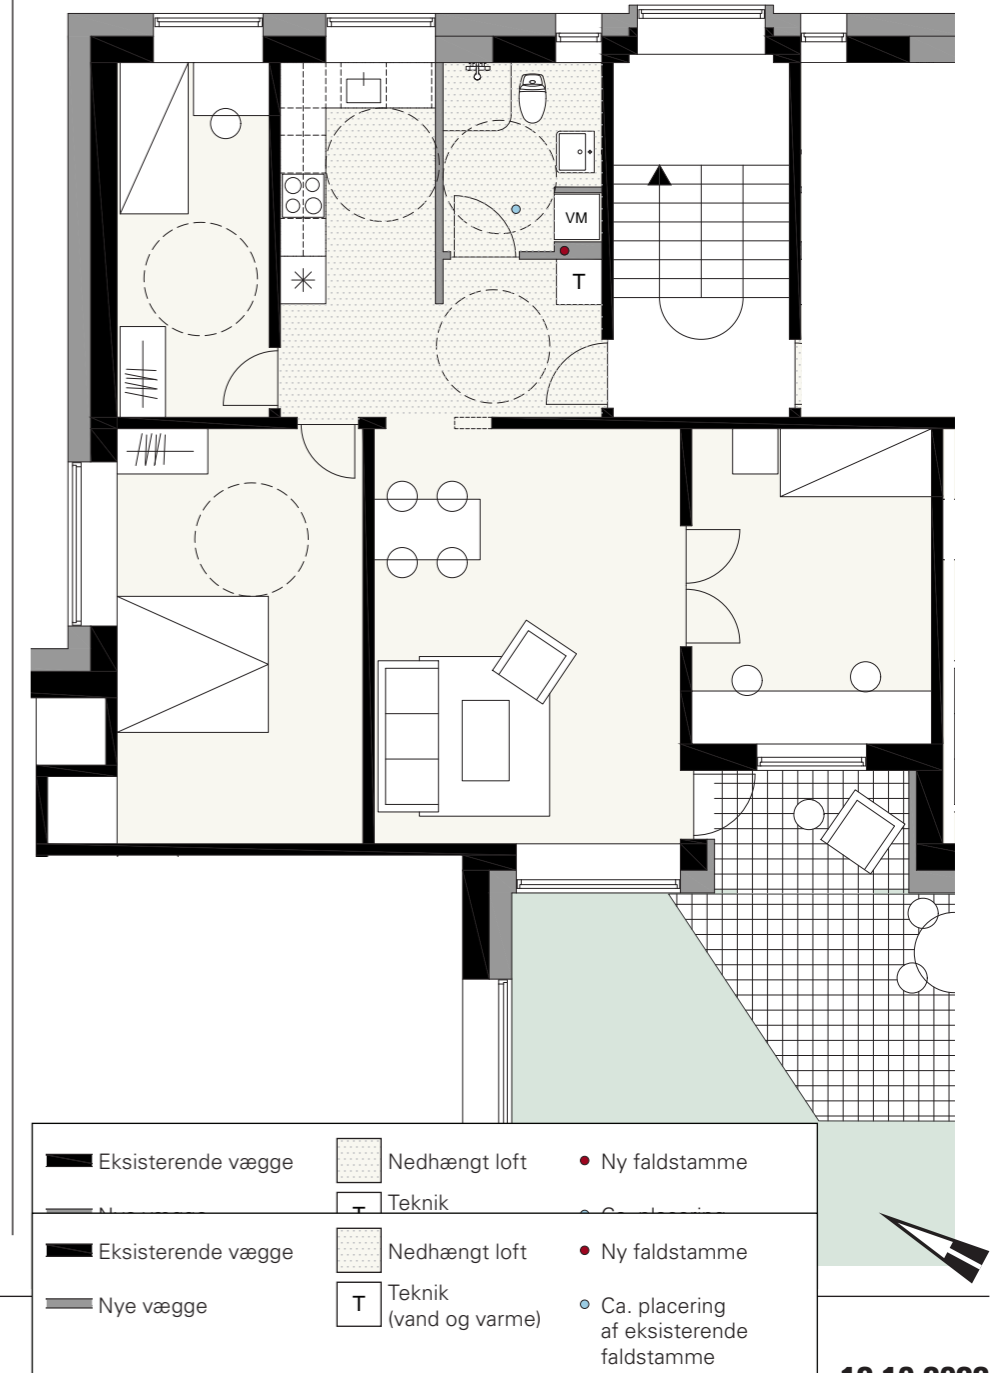 VM
T
Eksisterende vægge
Nedhængt loft
Ny faldstamme
Teknik
Eksisterende vægge
Nedhængt loft
Ny faldstamme
Nye vægge
T
Teknik
(vand og varme)
Ca. placering
af eksisterende
faldstamme